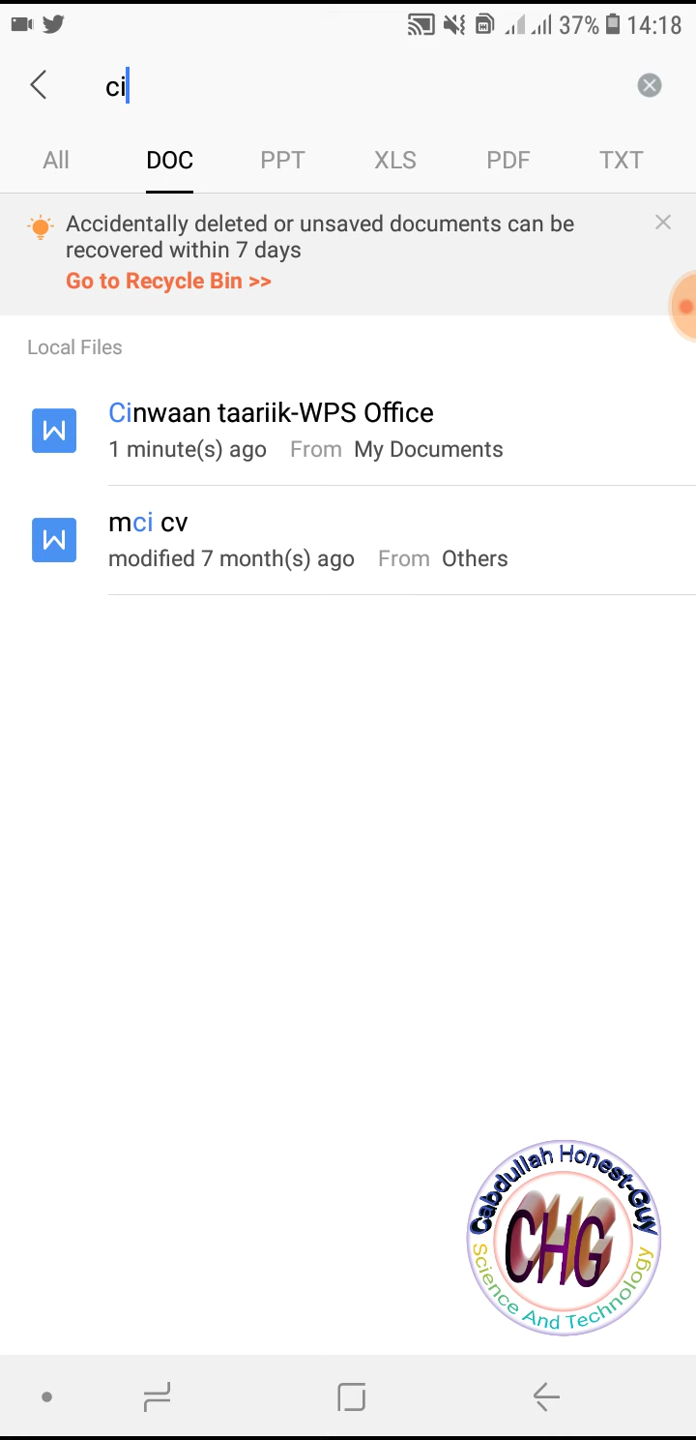 37% 14:18
ci
All DOC PPT XLS PDF TXT
Accidentally deleted or unsaved documents can be
recovered within 7 days
Go to Recycle Bin >>
Local Files
Cinwaan taariik-WPS Office
1 minute(s) ago From My Documents
mci cv
modified 7 month(s) ago From Others
Cabdullah Honest-Guy
CHG
Science And Technology